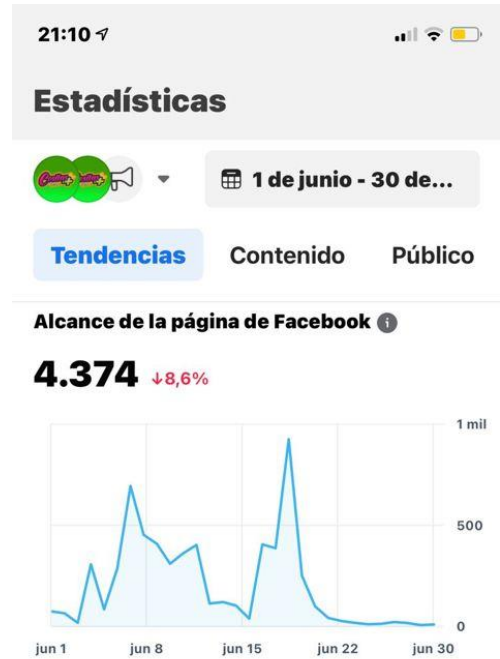 21:10
Estadísticas
1 de junio - 30 de...
Tendencias Contenido Público
Alcance de la página de Facebook
4.374 ↓8,6%
1 mil
500
0
jun 1 jun 8 jun 15 jun 22 jun 30